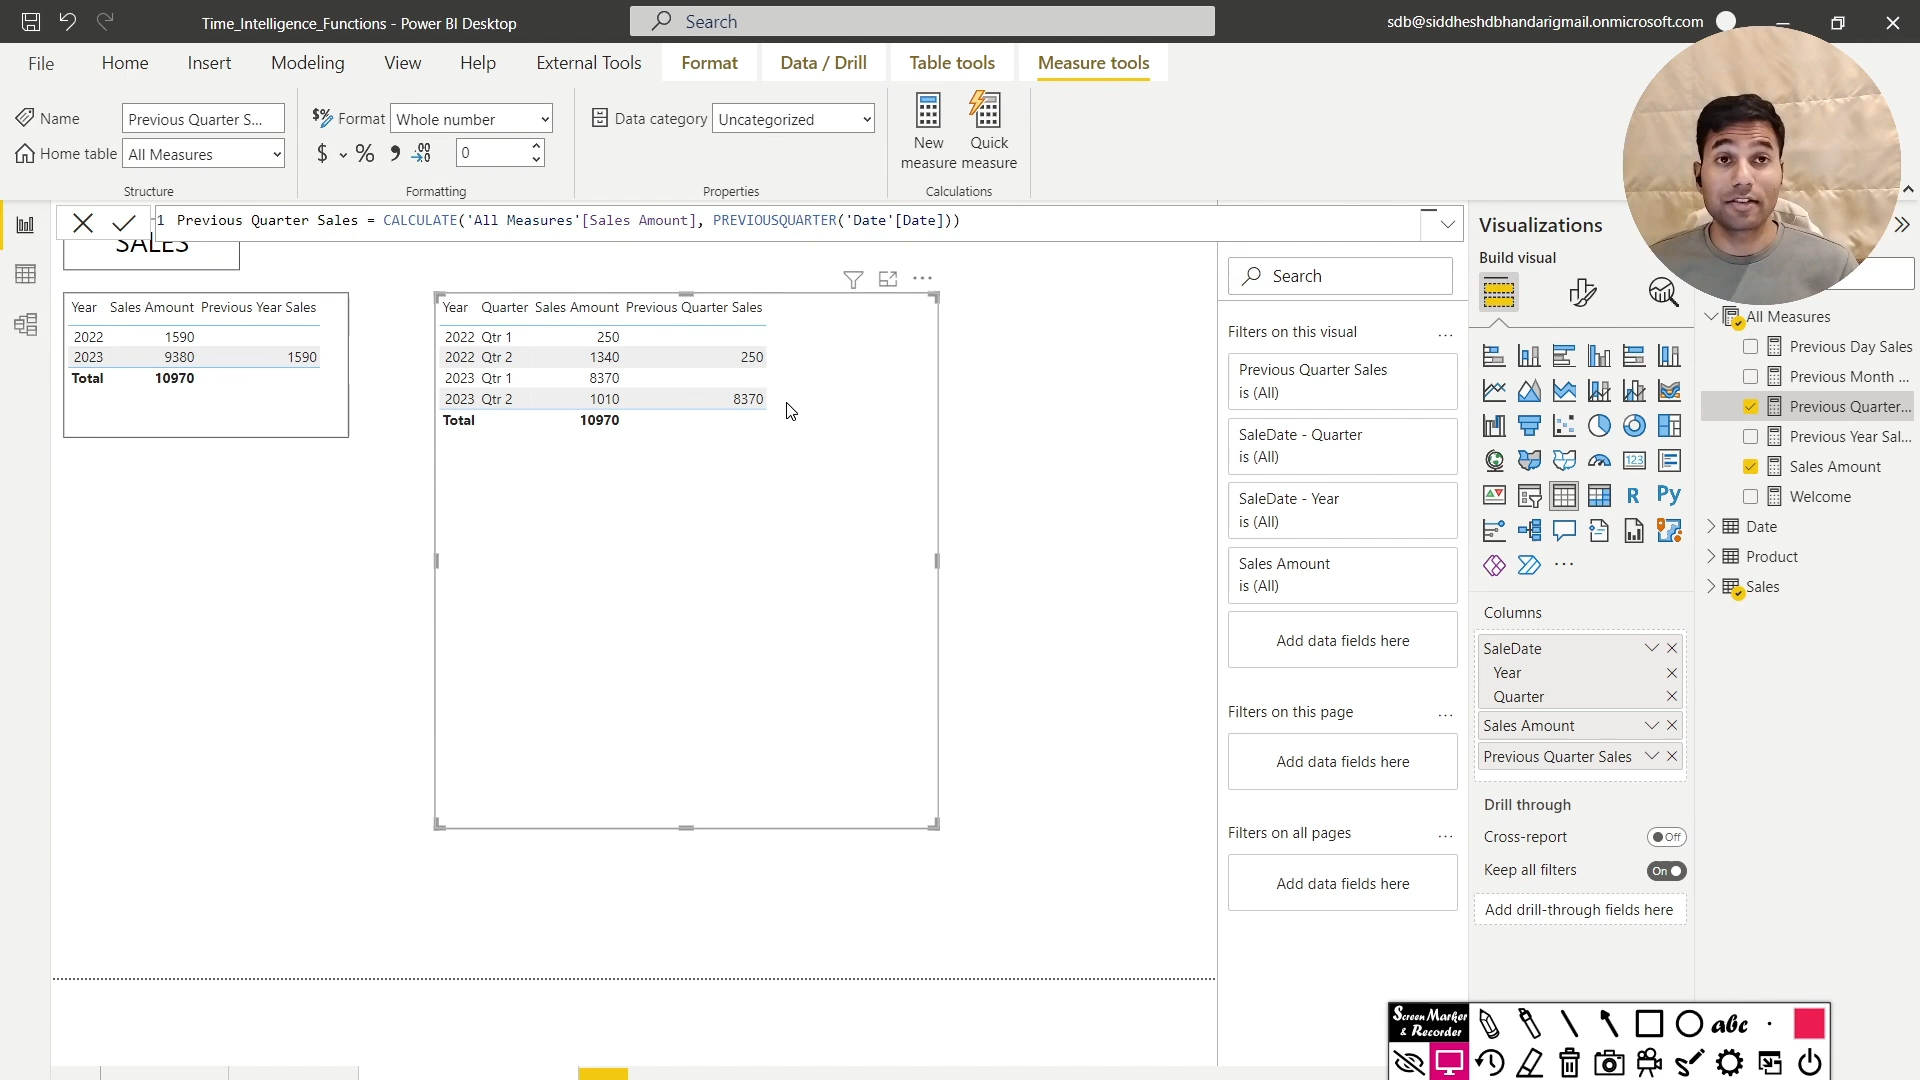 Time_Intelligence_Functions - Power BI Desktop
Search
sdb@siddheshdbhandarigmail.onmicrosoft.com
File Home Insert Modeling View Help External Tools Format Data / Drill Table tools Measure tools
Name Previous Quarter S...
Home table All Measures
Structure
Format Whole number
$ % 0
Formatting
Data category Uncategorized
Properties
New measure
Quick measure
Calculations
1 Previous Quarter Sales = CALCULATE('All Measures'[Sales Amount], PREVIOUSQUARTER('Date'[Date]))
SALES
Year Sales Amount Previous Year Sales
2022 1590
2023 9380 1590
Total 10970
Year Quarter Sales Amount Previous Quarter Sales
2022 Qtr 1 250
2022 Qtr 2 1340 250
2023 Qtr 1 8370
2023 Qtr 2 1010 8370
Total 10970
Search
Filters on this visual ...
Previous Quarter Sales
is (All)
SaleDate - Quarter
is (All)
SaleDate - Year
is (All)
Sales Amount
is (All)
Add data fields here
Filters on this page ...
Add data fields here
Filters on all pages ...
Add data fields here
Visualizations
Build visual
123
R Py
...
Columns
SaleDate
Year
Quarter
Sales Amount
Previous Quarter Sales
Drill through
Cross-report Off
Keep all filters On
Add drill-through fields here
All Measures
Previous Day Sales
Previous Month ...
Previous Quarter...
Previous Year Sal...
Sales Amount
Welcome
Date
Product
Sales
Screen Marker
& Recorder
abc